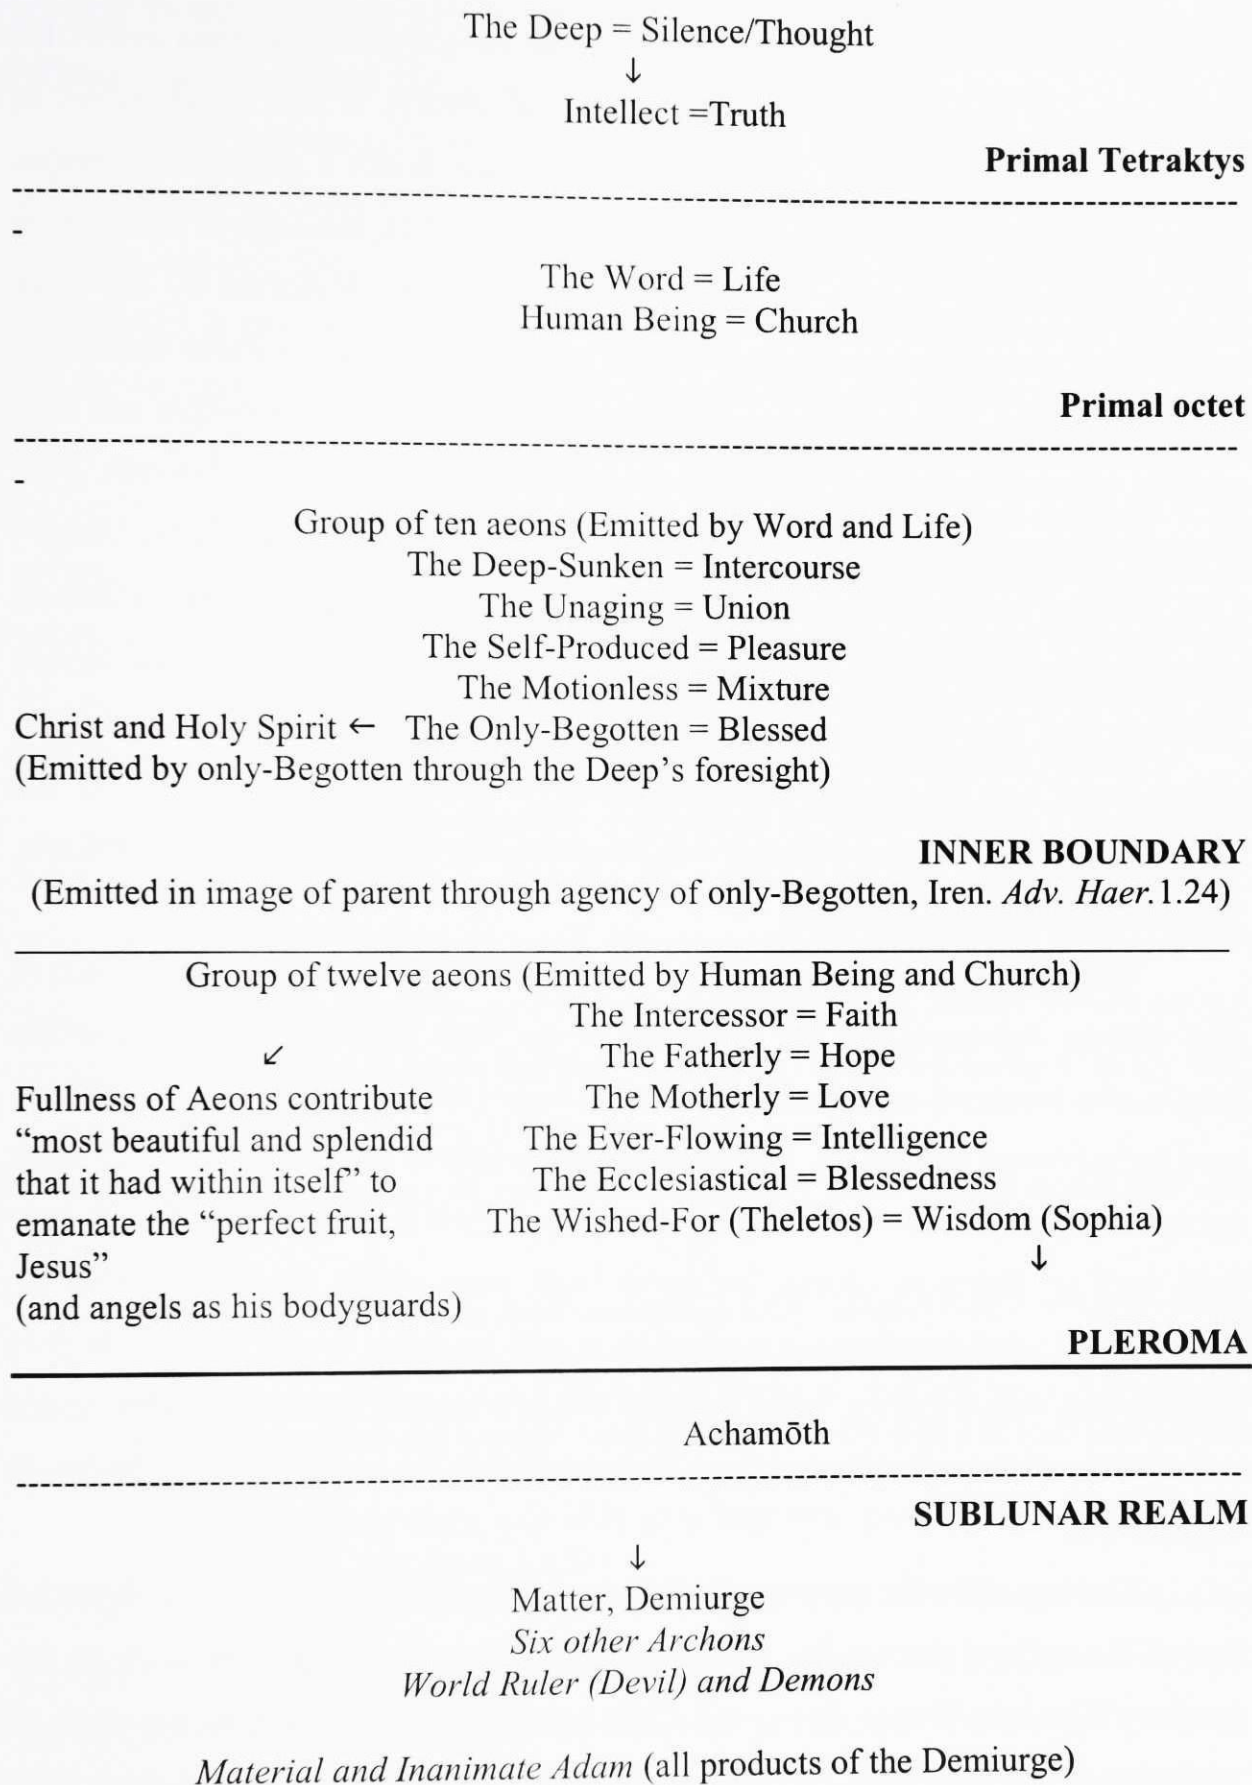 The Deep = Silence/Thought
↓
Intellect =Truth
Primal Tetraktys
--------------------------------------------------------------------------------
-
The Word = Life
Human Being = Church
Primal octet
--------------------------------------------------------------------------------
-
Group of ten aeons (Emitted by Word and Life)
The Deep-Sunken = Intercourse
The Unaging = Union
The Self-Produced = Pleasure
The Motionless = Mixture
Christ and Holy Spirit ← The Only-Begotten = Blessed
(Emitted by only-Begotten through the Deep’s foresight)
INNER BOUNDARY
(Emitted in image of parent through agency of only-Begotten, Iren. Adv. Haer. 1.24)
Group of twelve aeons (Emitted by Human Being and Church)
The Intercessor = Faith
↙ The Fatherly = Hope
Fullness of Aeons contribute The Motherly = Love
“most beautiful and splendid The Ever-Flowing = Intelligence
that it had within itself” to The Ecclesiastical = Blessedness
emanate the “perfect fruit, The Wished-For (Theletos) = Wisdom (Sophia)
Jesus” ↓
(and angels as his bodyguards)
PLEROMA
Achamōth
--------------------------------------------------------------------------------
SUBLUNAR REALM
↓
Matter, Demiurge
Six other Archons
World Ruler (Devil) and Demons
Material and Inanimate Adam (all products of the Demiurge)